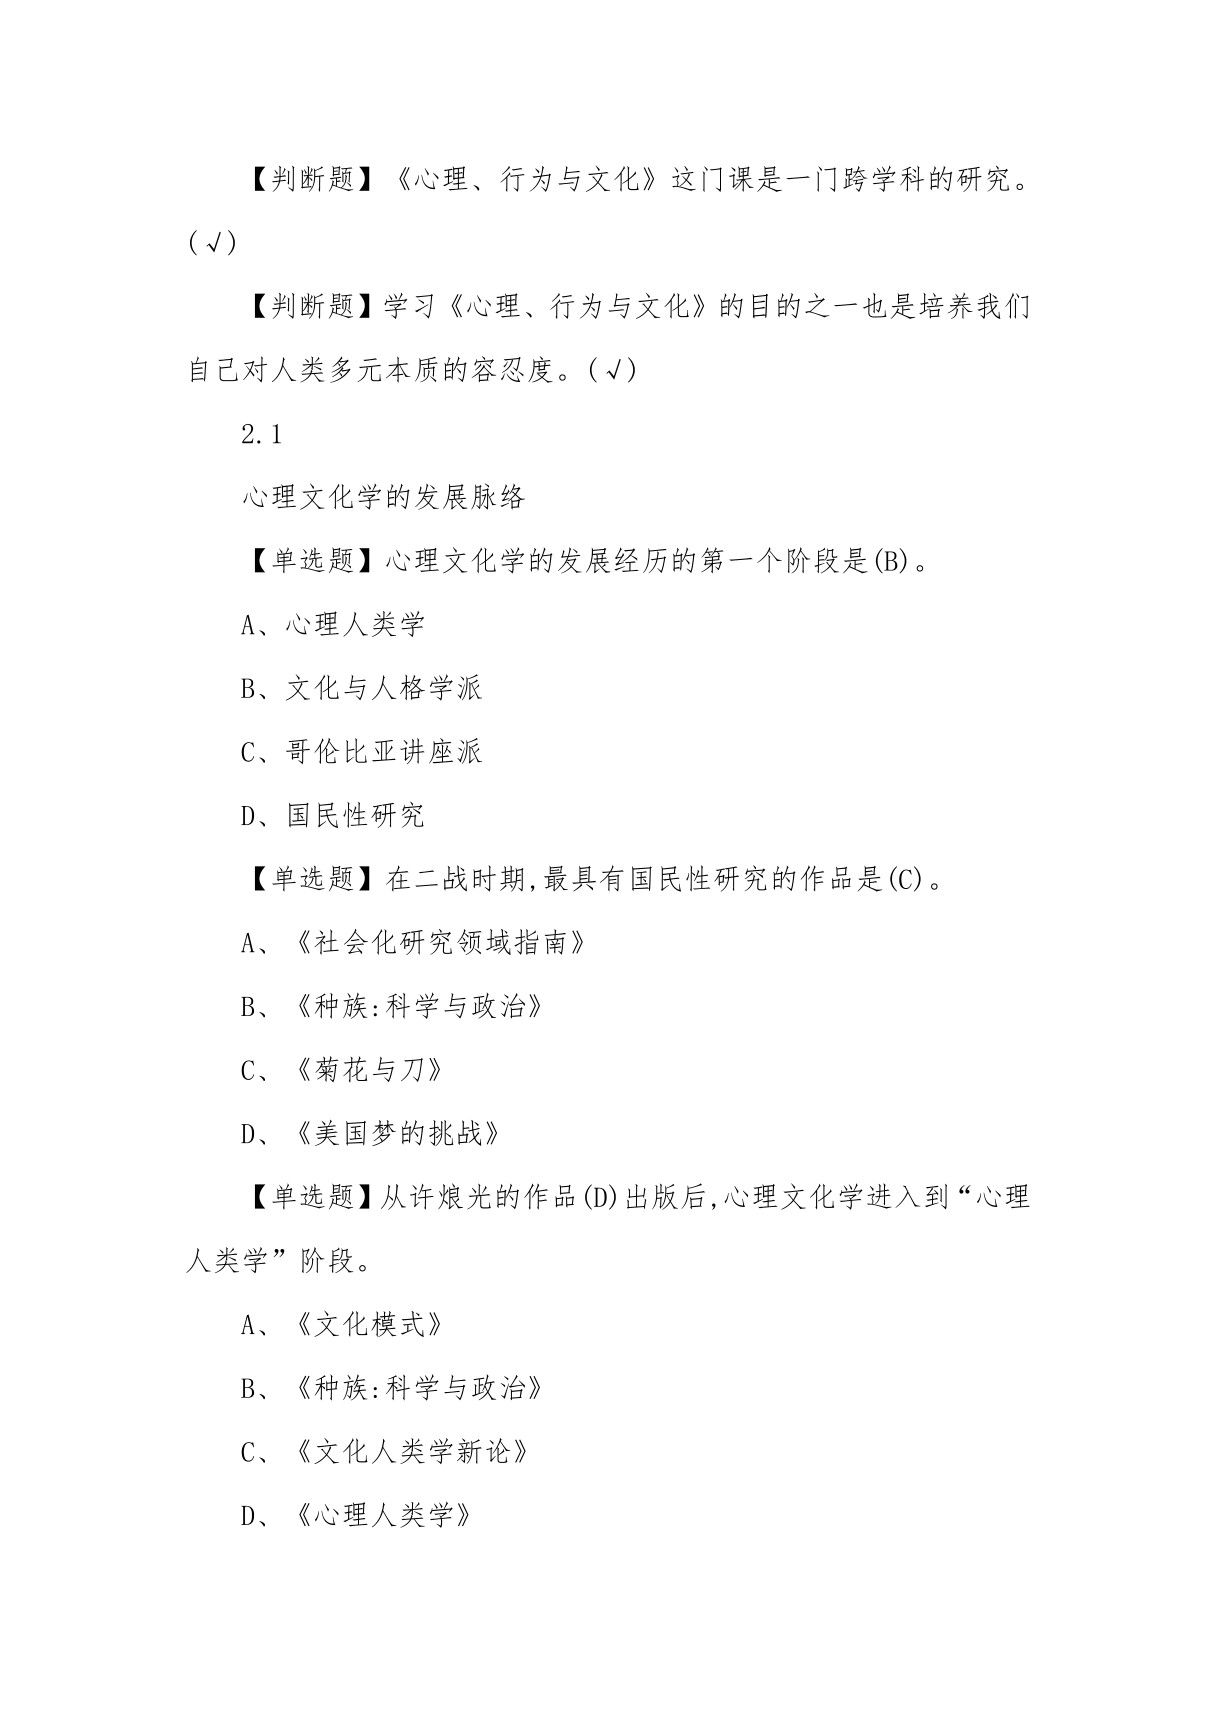 【判断题】《心理、行为与文化》这门课是一门跨学科的研究。
(√)
【判断题】学习《心理、行为与文化》的目的之一也是培养我们
自己对人类多元本质的容忍度。(√)
2.1
心理文化学的发展脉络
【单选题】心理文化学的发展经历的第一个阶段是(B)。
A、心理人类学
B、文化与人格学派
C、哥伦比亚讲座派
D、国民性研究
【单选题】在二战时期,最具有国民性研究的作品是(C)。
A、《社会化研究领域指南》
B、《种族:科学与政治》
C、《菊花与刀》
D、《美国梦的挑战》
【单选题】从许烺光的作品(D)出版后,心理文化学进入到“心理
人类学”阶段。
A、《文化模式》
B、《种族:科学与政治》
C、《文化人类学新论》
D、《心理人类学》